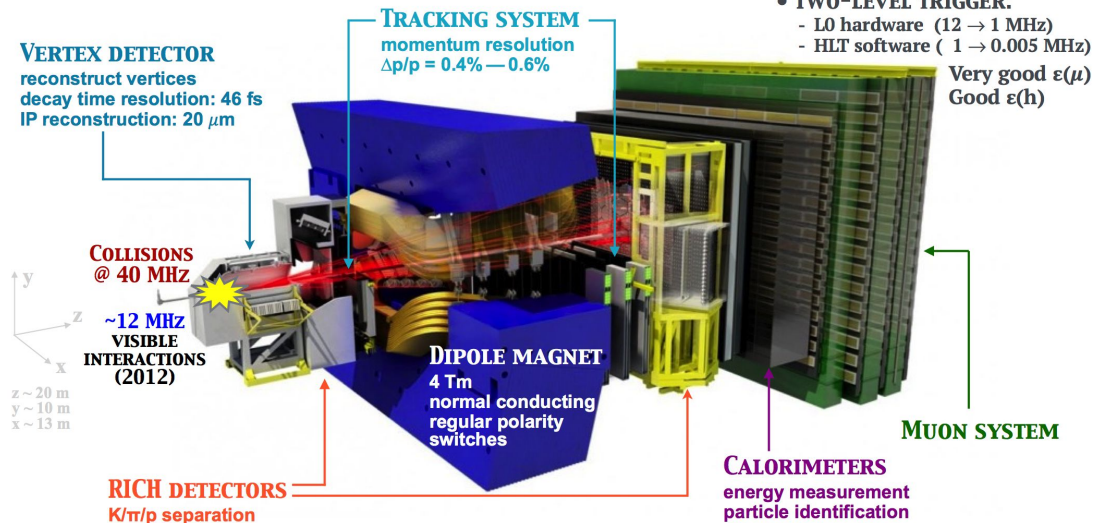 • TWO-LEVEL TRIGGER:
- L0 hardware (12 → 1 MHz)
- HLT software ( 1 → 0.005 MHz)
Very good ε(μ)
Good ε(h)
TRACKING SYSTEM
momentum resolution
Δp/p = 0.4% — 0.6%
VERTEX DETECTOR
reconstruct vertices
decay time resolution: 46 fs
IP reconstruction: 20 μm
COLLISIONS
@ 40 MHz
~12 MHz
VISIBLE
INTERACTIONS
(2012)
y
z
x
z ~ 20 m
y ~ 10 m
x ~ 13 m
DIPOLE MAGNET
4 Tm
normal conducting
regular polarity
switches
MUON SYSTEM
CALORIMETERS
energy measurement
particle identification
RICH DETECTORS
K/π/p separation